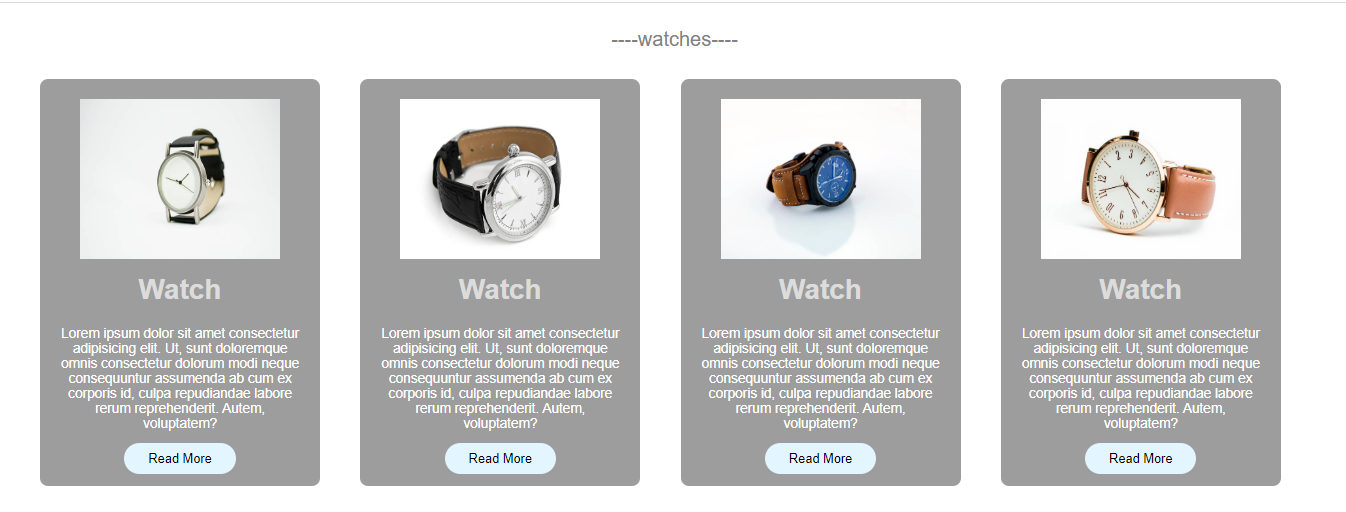 ----watches----
Watch
Lorem ipsum dolor sit amet consectetur
adipisicing elit. Ut, sunt doloremque
omnis consectetur dolorum modi neque
consequuntur assumenda ab cum ex
corporis id, culpa repudiandae labore
rerum reprehenderit. Autem,
voluptatem?
Read More
Watch
Lorem ipsum dolor sit amet consectetur
adipisicing elit. Ut, sunt doloremque
omnis consectetur dolorum modi neque
consequuntur assumenda ab cum ex
corporis id, culpa repudiandae labore
rerum reprehenderit. Autem,
voluptatem?
Read More
Watch
Lorem ipsum dolor sit amet consectetur
adipisicing elit. Ut, sunt doloremque
omnis consectetur dolorum modi neque
consequuntur assumenda ab cum ex
corporis id, culpa repudiandae labore
rerum reprehenderit. Autem,
voluptatem?
Read More
Watch
Lorem ipsum dolor sit amet consectetur
adipisicing elit. Ut, sunt doloremque
omnis consectetur dolorum modi neque
consequuntur assumenda ab cum ex
corporis id, culpa repudiandae labore
rerum reprehenderit. Autem,
voluptatem?
Read More